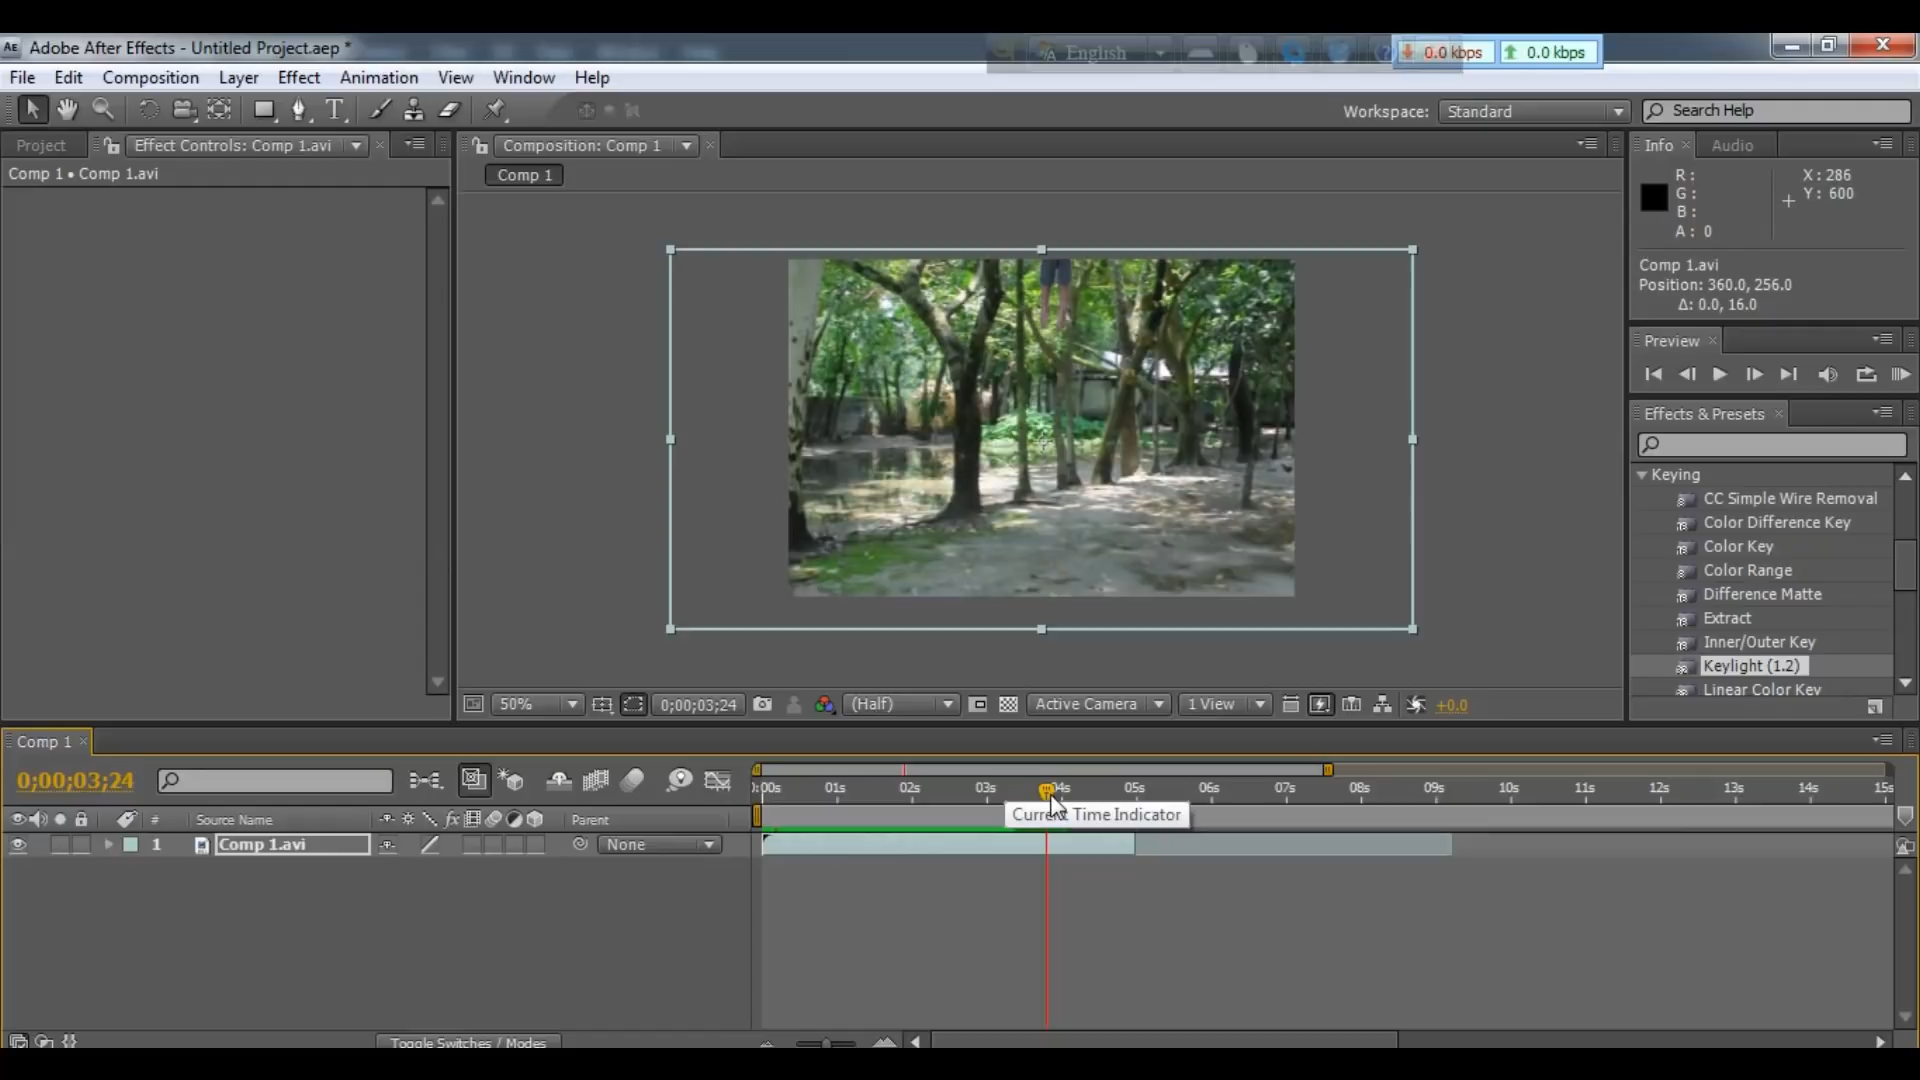 Adobe After Effects - Untitled Project.aep *
English
0.0 kbps
0.0 kbps
File Edit Composition Layer Effect Animation View Window Help
Workspace: Standard
Search Help
Project
Effect Controls: Comp 1.avi
Composition: Comp 1
Info
Audio
Comp 1 • Comp 1.avi
Comp 1
R :
G :
B :
A : 0
X : 286
Y : 600
Comp 1.avi
Position: 360.0, 256.0
Δ: 0.0, 16.0
Preview
Effects & Presets
Keying
CC Simple Wire Removal
Color Difference Key
Color Key
Color Range
Difference Matte
Extract
Inner/Outer Key
Keylight (1.2)
Linear Color Key
50%
0;00;03;24
(Half)
Active Camera
1 View
+0.0
Comp 1
0;00;03;24
):00s 01s 02s 03s 04s 05s 06s 07s 08s 09s 10s 11s 12s 13s 14s 15s
Current Time Indicator
# Source Name
fx
Parent
1 Comp 1.avi
None
Toggle Switches / Modes